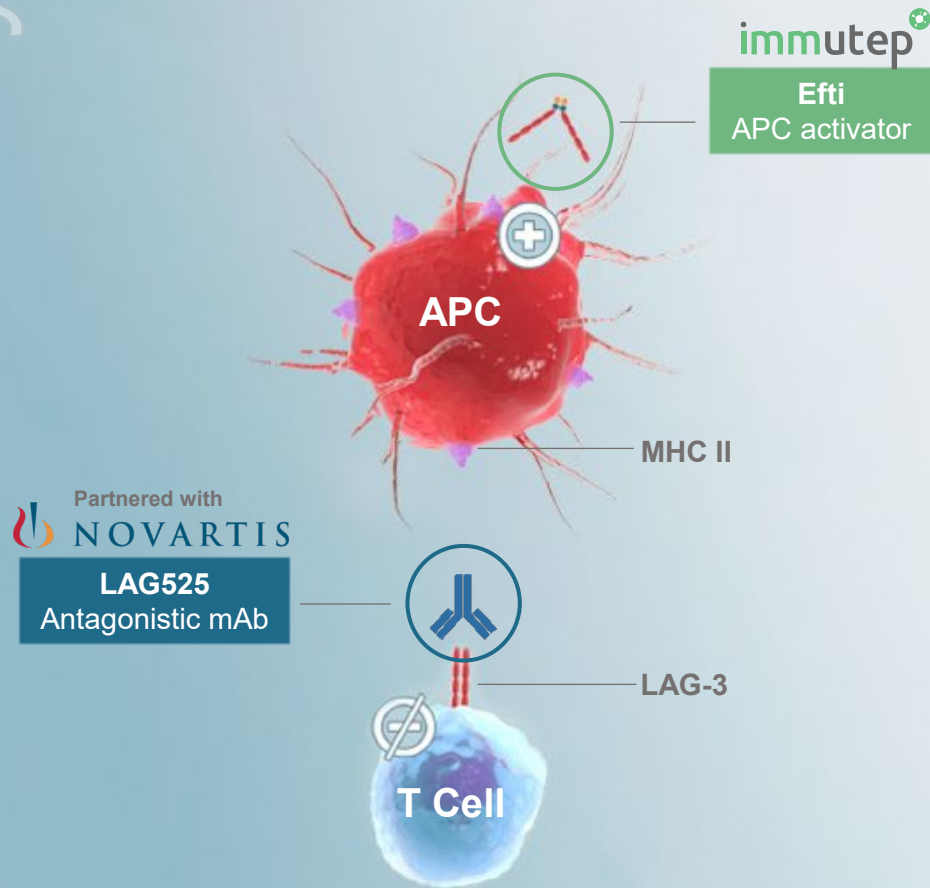 immutep
Efti
APC activator
APC
MHC II
Partnered with
NOVARTIS
LAG525
Antagonistic mAb
LAG-3
T Cell